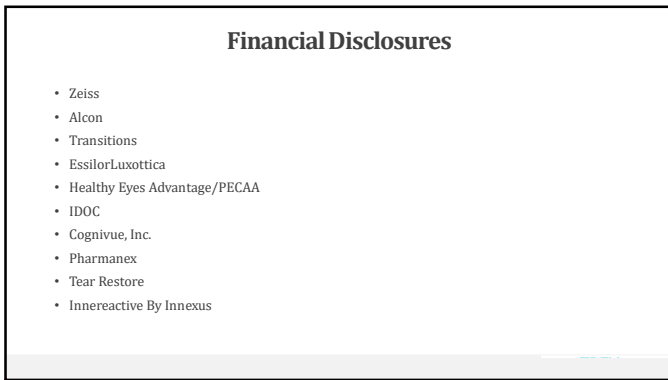 Financial Disclosures
• Zeiss
• Alcon
• Transitions
• EssilorLuxottica
• Healthy Eyes Advantage/PECAA
• IDOC
• Cognivue, Inc.
• Pharmanex
• Tear Restore
• Innereactive By Innexus